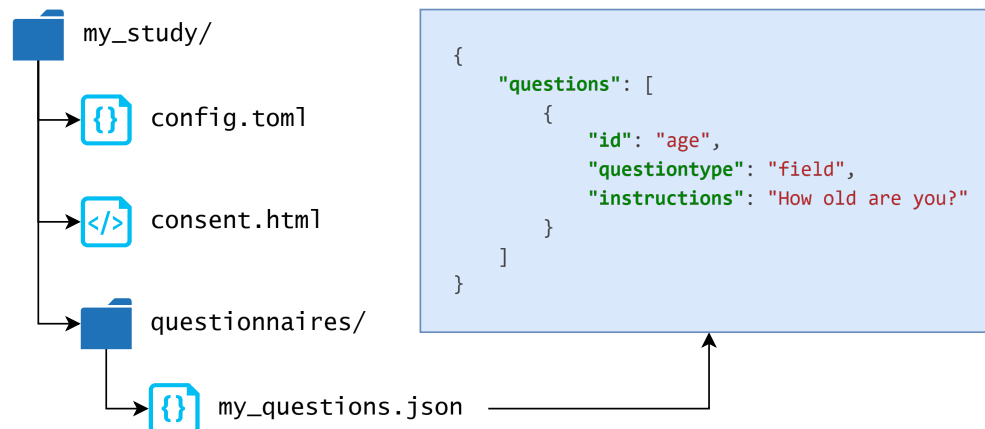 my_study/
config.toml
consent.html
questionnaires/
my_questions.json
{
    "questions": [
        {
            "id": "age",
            "questiontype": "field",
            "instructions": "How old are you?"
        }
    ]
}